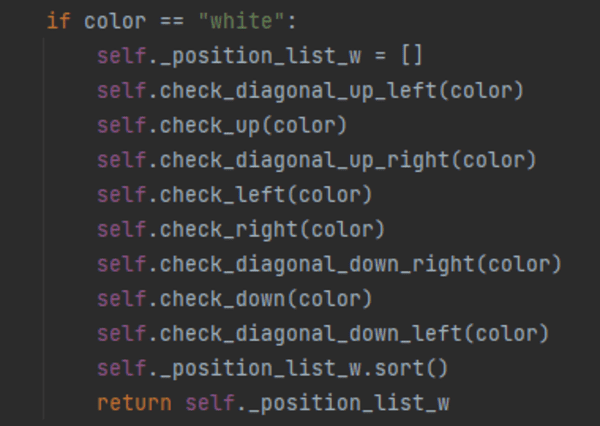 if color == "white":
    self._position_list_w = []
    self.check_diagonal_up_left(color)
    self.check_up(color)
    self.check_diagonal_up_right(color)
    self.check_left(color)
    self.check_right(color)
    self.check_diagonal_down_right(color)
    self.check_down(color)
    self.check_diagonal_down_left(color)
    self._position_list_w.sort()
    return self._position_list_w